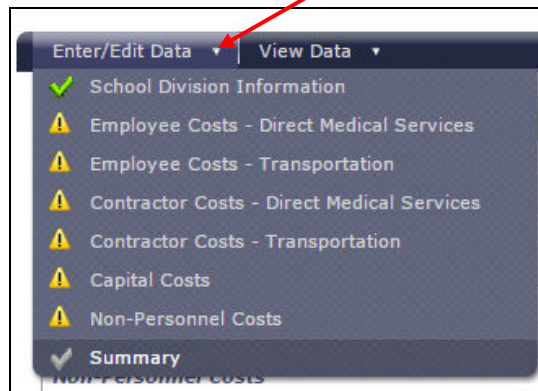 Enter/Edit Data ▼ View Data ▼
School Division Information
Employee Costs - Direct Medical Services
Employee Costs - Transportation
Contractor Costs - Direct Medical Services
Contractor Costs - Transportation
Capital Costs
Non-Personnel Costs
Summary
Non-Personnel Costs